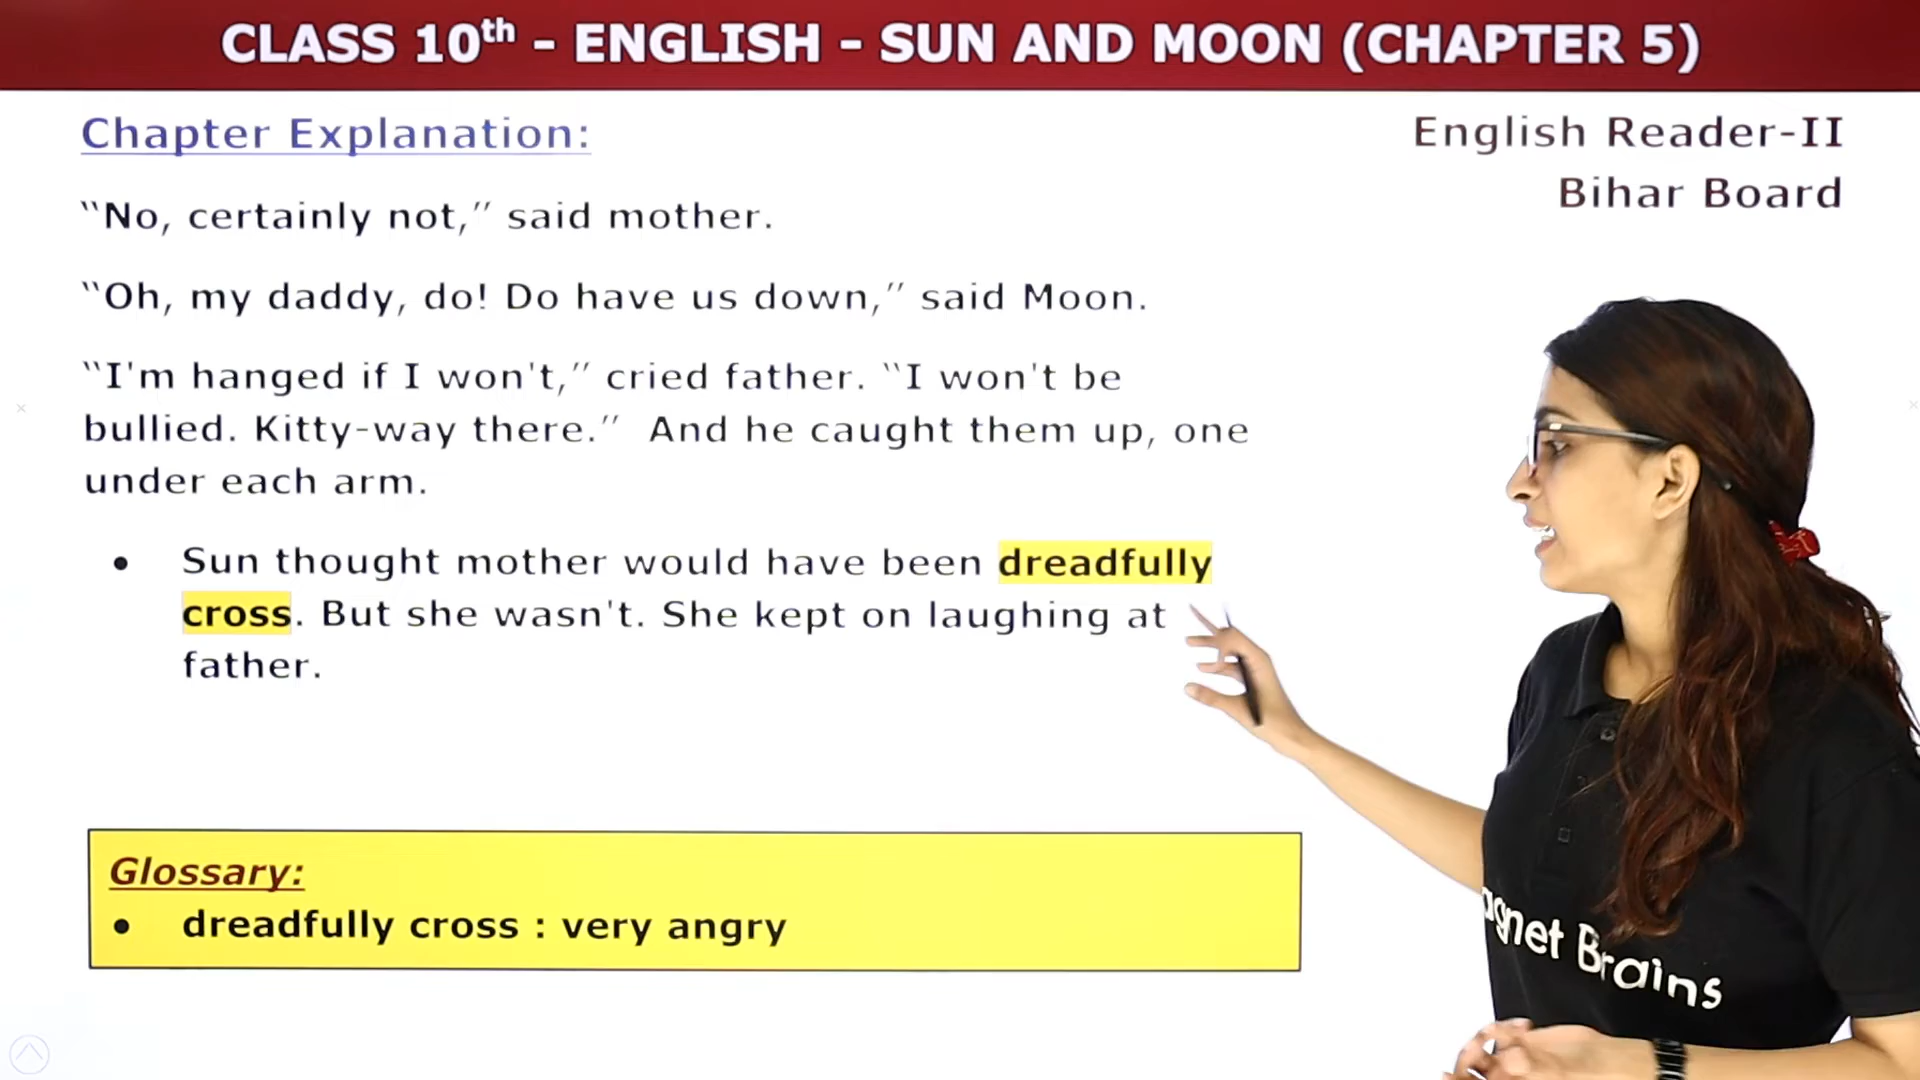 CLASS 10th - ENGLISH - SUN AND MOON (CHAPTER 5)
Chapter Explanation:
English Reader-II
Bihar Board
“No, certainly not,” said mother.
“Oh, my daddy, do! Do have us down,” said Moon.
“I'm hanged if I won't,” cried father. “I won't be
bullied. Kitty-way there.” And he caught them up, one
under each arm.
• Sun thought mother would have been dreadfully
cross. But she wasn't. She kept on laughing at
father.
Glossary:
• dreadfully cross : very angry
Brains